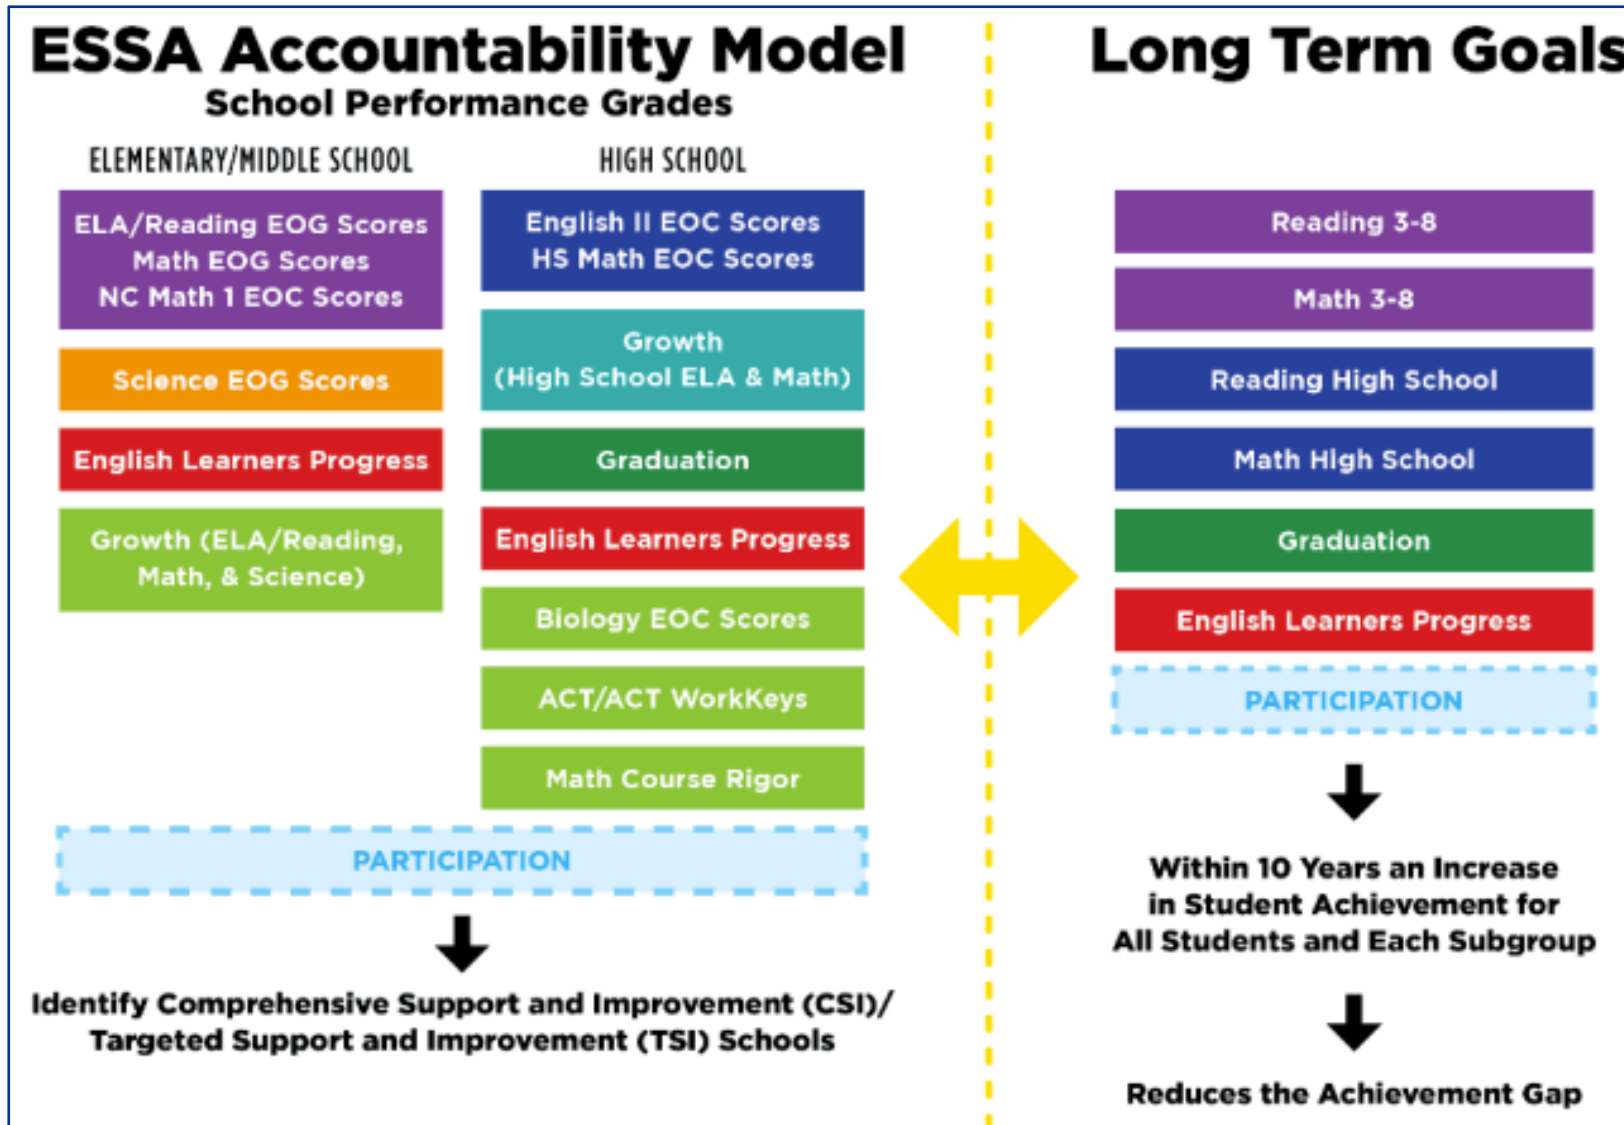 ESSA Accountability Model
School Performance Grades
ELEMENTARY/MIDDLE SCHOOL
ELA/Reading EOG Scores
Math EOG Scores
NC Math 1 EOC Scores
Science EOG Scores
English Learners Progress
Growth (ELA/Reading,
Math, & Science)
HIGH SCHOOL
English II EOC Scores
HS Math EOC Scores
Growth
(High School ELA & Math)
Graduation
English Learners Progress
Biology EOC Scores
ACT/ACT WorkKeys
Math Course Rigor
PARTICIPATION
Identify Comprehensive Support and Improvement (CSI)/
Targeted Support and Improvement (TSI) Schools
Long Term Goals
Reading 3-8
Math 3-8
Reading High School
Math High School
Graduation
English Learners Progress
PARTICIPATION
Within 10 Years an Increase
in Student Achievement for
All Students and Each Subgroup
Reduces the Achievement Gap